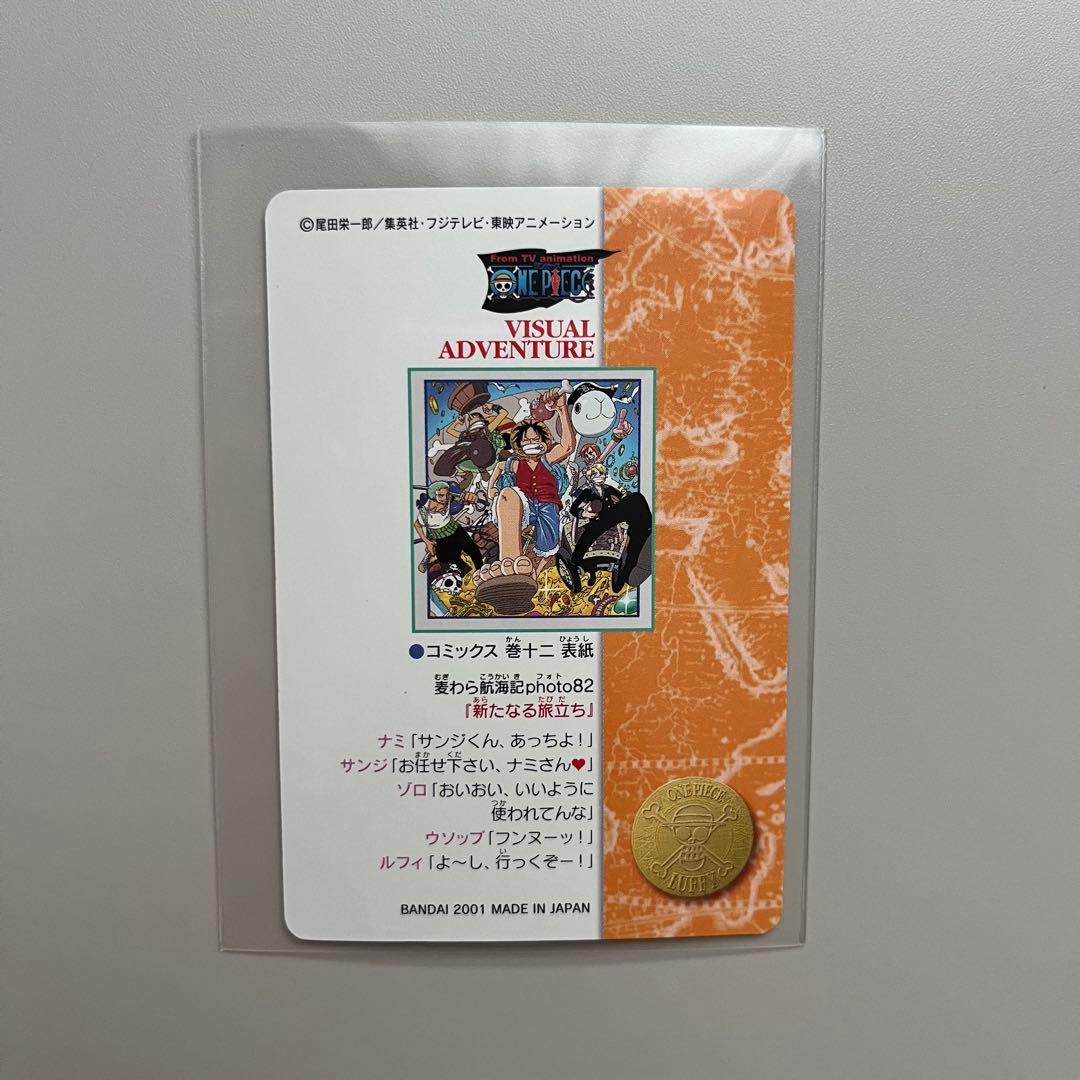 ©尾田栄一郎／集英社・フジテレビ・東映アニメーション
From TV animation
ONE PIECE
VISUAL
ADVENTURE
●コミックス 巻十二 表紙
麦わら航海記photo82
『新たなる旅立ち』
ナミ「サンジくん、あっちよ！」
サンジ「お任せ下さい、ナミさん♥」
ゾロ「おいおい、いいように
使われてんな」
ウソップ「フンヌーッ！」
ルフィ「よ〜し、行っくぞー！」
ONE PIECE
LUFFY
BANDAI 2001 MADE IN JAPAN